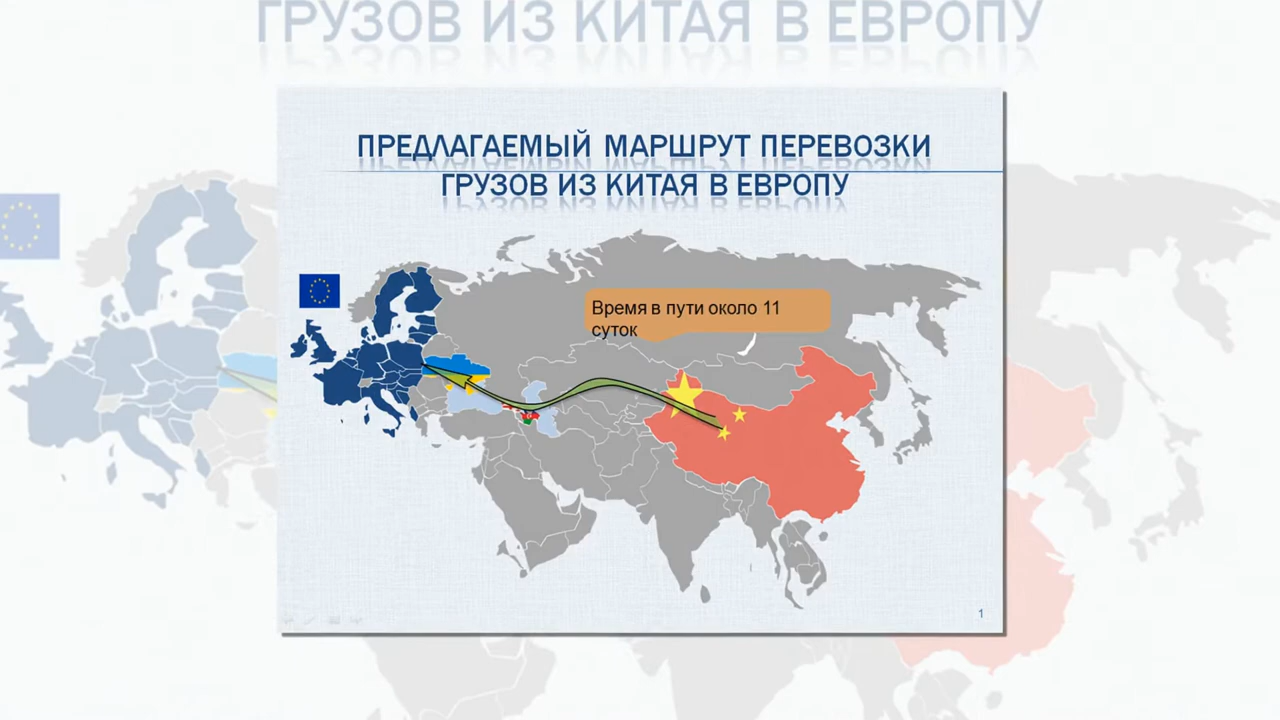 ГРУЗОВ ИЗ КИТАЯ В ЕВРОПУ
ПРЕДЛАГАЕМЫЙ МАРШРУТ ПЕРЕВОЗКИ
ГРУЗОВ ИЗ КИТАЯ В ЕВРОПУ
Время в пути около 11
суток
1